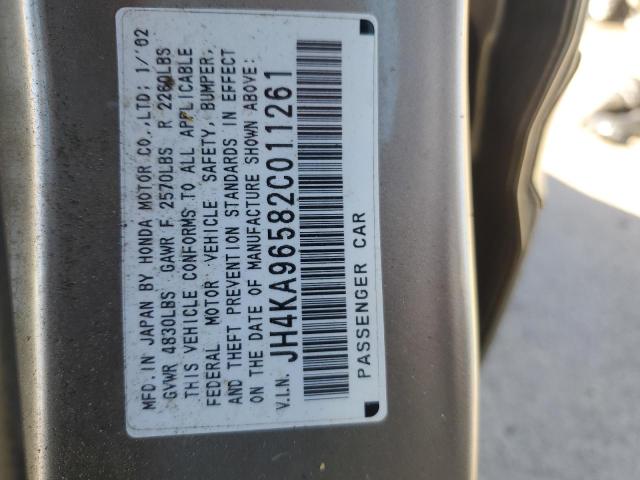 MFD.IN JAPAN BY HONDA MOTOR CO.,LTD; 1/'02
GVWR 4830LBS GAWR F 2570LBS R 2260LBS
THIS VEHICLE CONFORMS TO ALL APPLICABLE
FEDERAL MOTOR VEHICLE SAFETY, BUMPER,
AND THEFT PREVENTION STANDARDS IN EFFECT
ON THE DATE OF MANUFACTURE SHOWN ABOVE:
V.I.N. JH4KA96582C011261
PASSENGER CAR